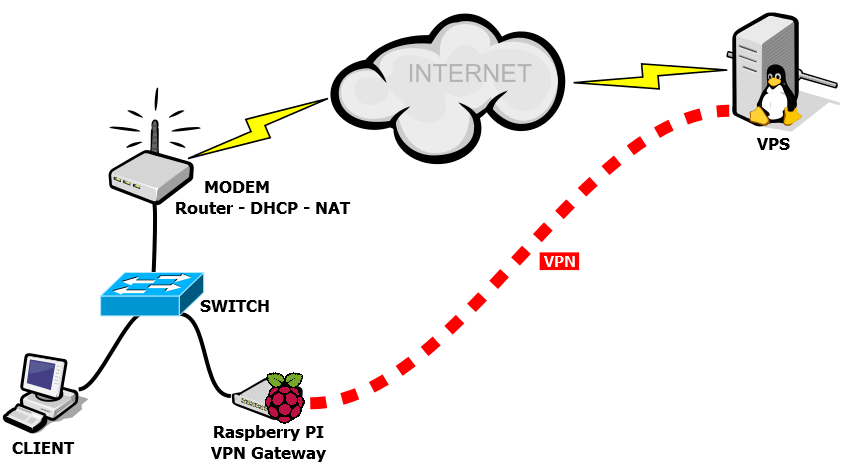 INTERNET
VPS
MODEM
Router - DHCP - NAT
VPN
SWITCH
Raspberry PI
VPN Gateway
CLIENT